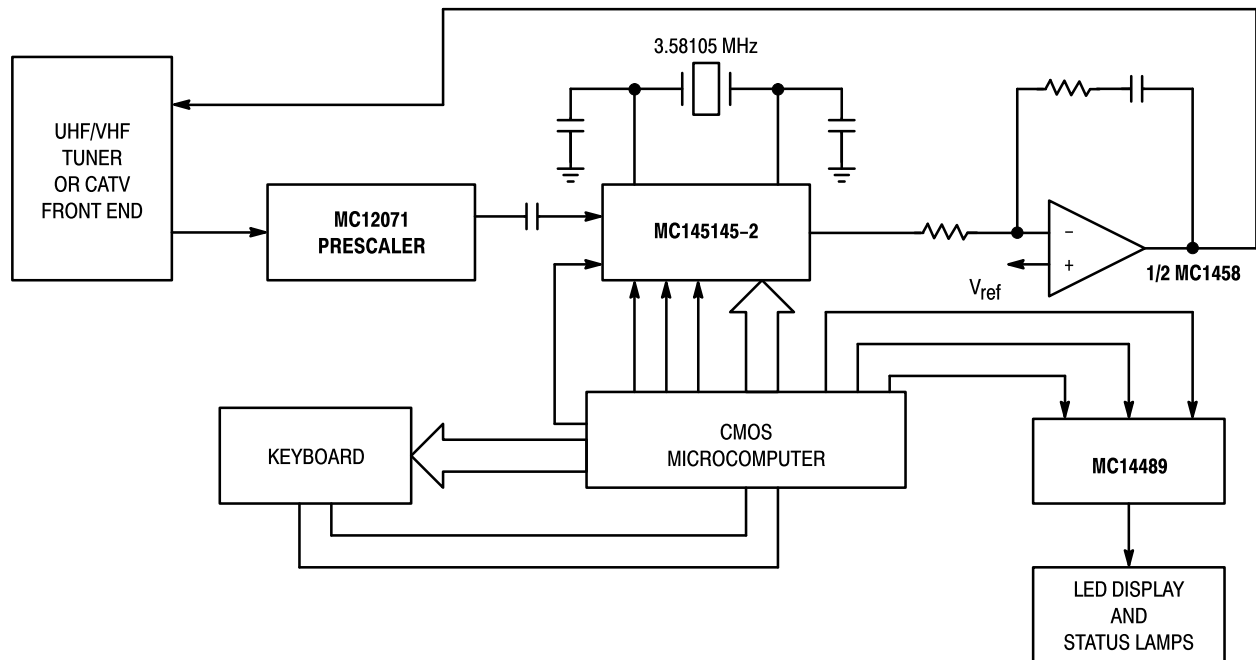 3.58105 MHz
UHF/VHF
TUNER
OR CATV
FRONT END
MC12071
PRESCALER
MC145145–2
–
+
Vref
1/2 MC1458
KEYBOARD
CMOS
MICROCOMPUTER
MC14489
LED DISPLAY
AND
STATUS LAMPS